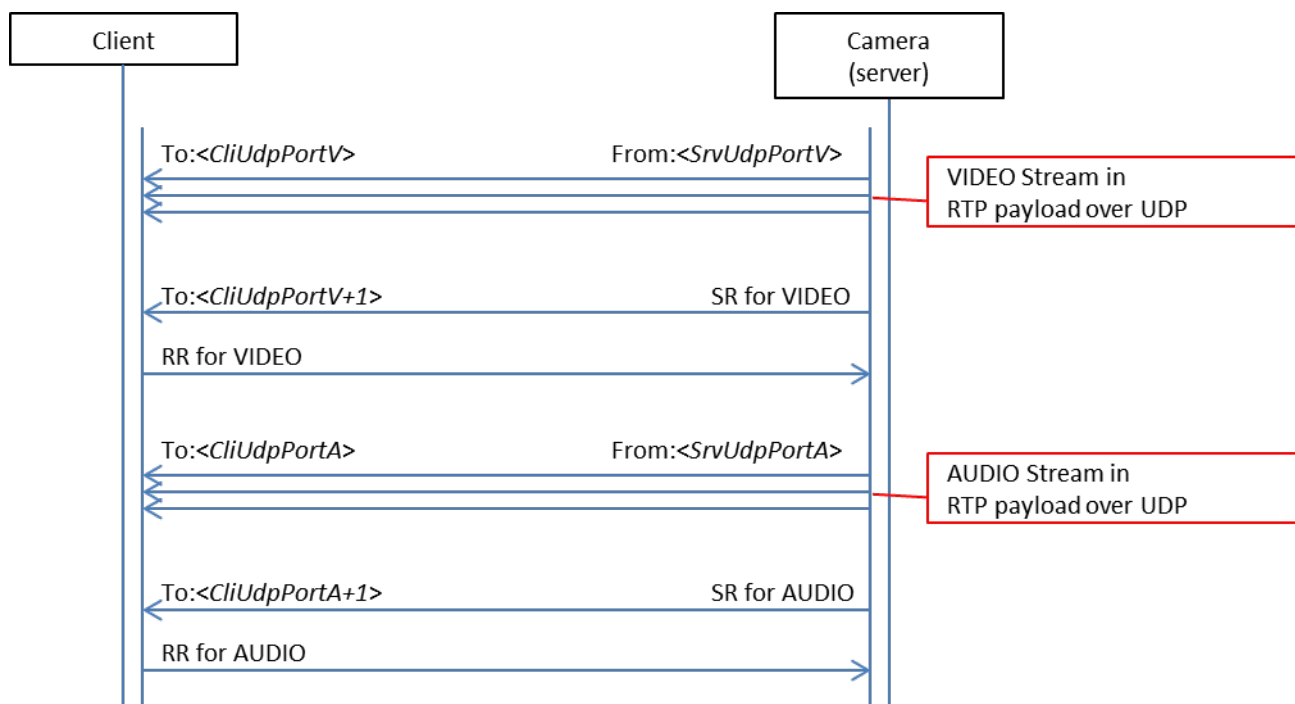 Client
Camera
(server)
To:<CliUdpPortV> From:<SrvUdpPortV>
VIDEO Stream in
RTP payload over UDP
To:<CliUdpPortV+1> SR for VIDEO
RR for VIDEO
To:<CliUdpPortA> From:<SrvUdpPortA>
AUDIO Stream in
RTP payload over UDP
To:<CliUdpPortA+1> SR for AUDIO
RR for AUDIO